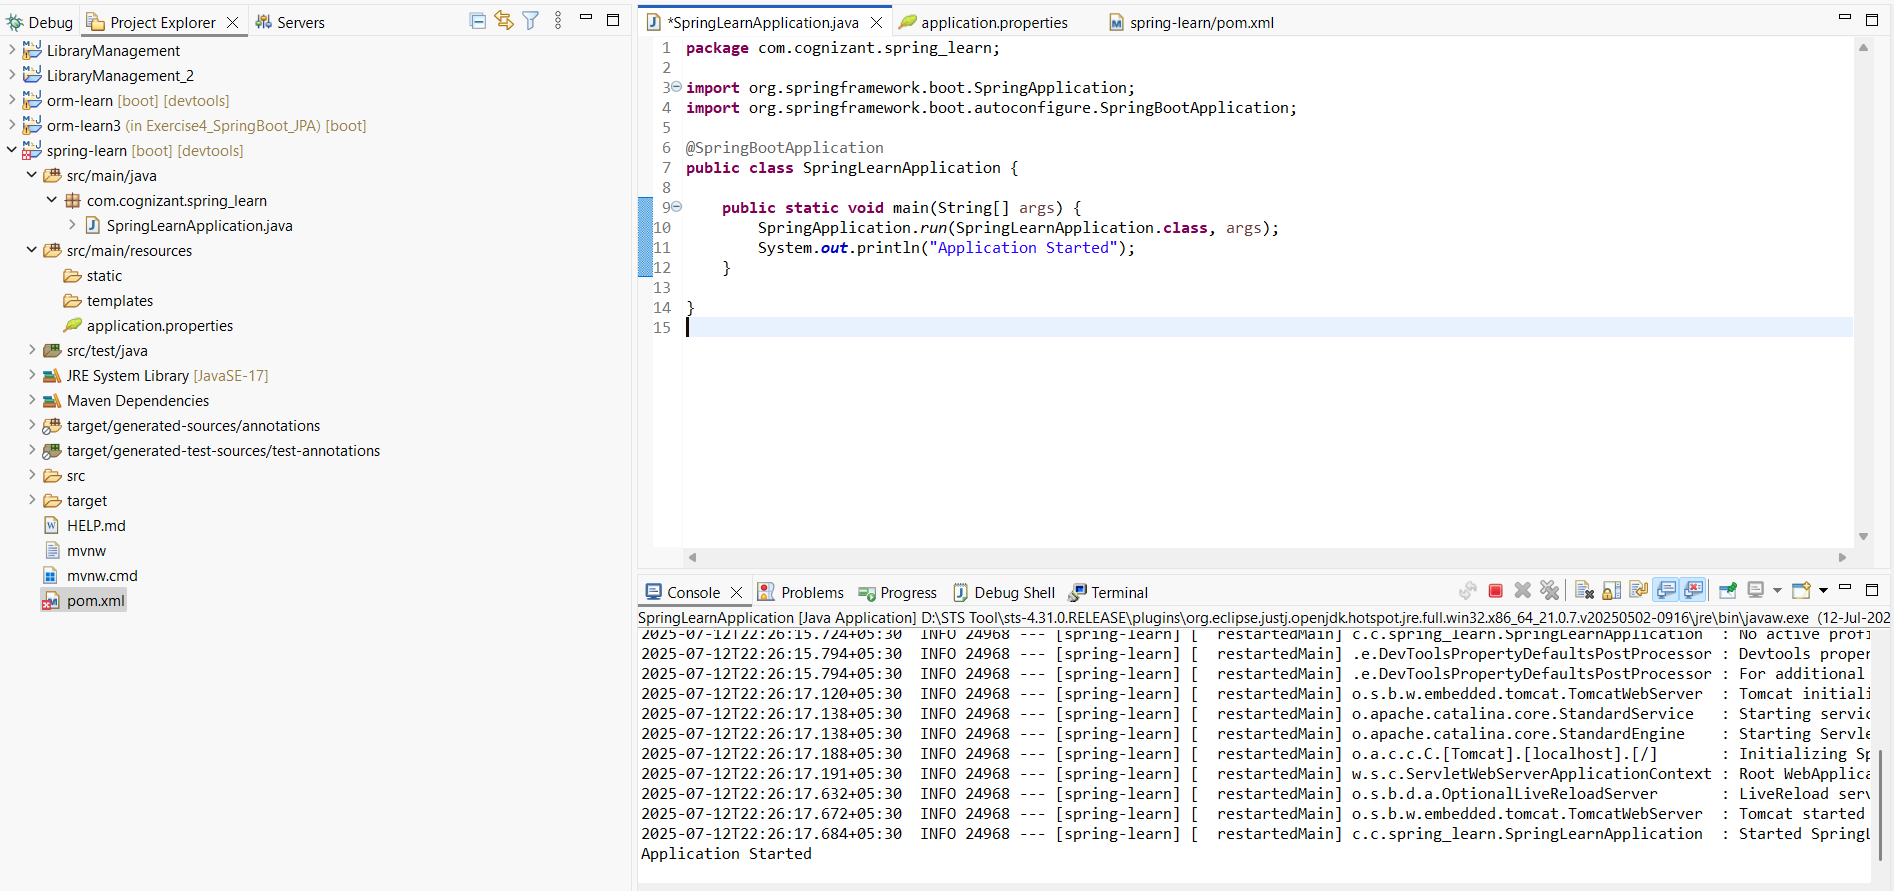 Debug Project Explorer Servers
LibraryManagement
LibraryManagement_2
orm-learn [boot] [devtools]
orm-learn3 (in Exercise4_SpringBoot_JPA) [boot]
spring-learn [boot] [devtools]
src/main/java
com.cognizant.spring_learn
SpringLearnApplication.java
src/main/resources
static
templates
application.properties
src/test/java
JRE System Library [JavaSE-17]
Maven Dependencies
target/generated-sources/annotations
target/generated-test-sources/test-annotations
src
target
HELP.md
mvnw
mvnw.cmd
pom.xml
*SpringLearnApplication.java application.properties spring-learn/pom.xml
1 package com.cognizant.spring_learn;
2
3 import org.springframework.boot.SpringApplication;
4 import org.springframework.boot.autoconfigure.SpringBootApplication;
5
6 @SpringBootApplication
7 public class SpringLearnApplication {
8
9 public static void main(String[] args) {
10 SpringApplication.run(SpringLearnApplication.class, args);
11 System.out.println("Application Started");
12 }
13
14 }
15
Console Problems Progress Debug Shell Terminal
SpringLearnApplication [Java Application] D:\STS Tool\sts-4.31.0.RELEASE\plugins\org.eclipse.justj.openjdk.hotspot.jre.full.win32.x86_64_21.0.7.v20250502-0916\jre\bin\javaw.exe (12-Jul-202
2025-07-12T22:26:15.724+05:30 INFO 24968 --- [spring-learn] [ restartedMain] c.c.spring_learn.SpringLearnApplication : No active profi
2025-07-12T22:26:15.794+05:30 INFO 24968 --- [spring-learn] [ restartedMain] .e.DevToolsPropertyDefaultsPostProcessor : Devtools proper
2025-07-12T22:26:15.794+05:30 INFO 24968 --- [spring-learn] [ restartedMain] .e.DevToolsPropertyDefaultsPostProcessor : For additional
2025-07-12T22:26:17.120+05:30 INFO 24968 --- [spring-learn] [ restartedMain] o.s.b.w.embedded.tomcat.TomcatWebServer : Tomcat initiali
2025-07-12T22:26:17.138+05:30 INFO 24968 --- [spring-learn] [ restartedMain] o.apache.catalina.core.StandardService : Starting servic
2025-07-12T22:26:17.138+05:30 INFO 24968 --- [spring-learn] [ restartedMain] o.apache.catalina.core.StandardEngine : Starting Servle
2025-07-12T22:26:17.188+05:30 INFO 24968 --- [spring-learn] [ restartedMain] o.a.c.c.C.[Tomcat].[localhost].[/] : Initializing Sp
2025-07-12T22:26:17.191+05:30 INFO 24968 --- [spring-learn] [ restartedMain] w.s.c.ServletWebServerApplicationContext : Root WebApplica
2025-07-12T22:26:17.632+05:30 INFO 24968 --- [spring-learn] [ restartedMain] o.s.b.d.a.OptionalLiveReloadServer : LiveReload serv
2025-07-12T22:26:17.672+05:30 INFO 24968 --- [spring-learn] [ restartedMain] o.s.b.w.embedded.tomcat.TomcatWebServer : Tomcat started
2025-07-12T22:26:17.684+05:30 INFO 24968 --- [spring-learn] [ restartedMain] c.c.spring_learn.SpringLearnApplication : Started SpringL
Application Started